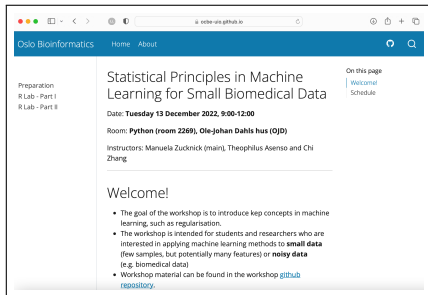 ocbe-uio.github.io
Oslo Bioinformatics
Home
About
Preparation
R Lab - Part I
R Lab - Part II
Statistical Principles in Machine
Learning for Small Biomedical Data
Date: Tuesday 13 December 2022, 9:00-12:00
Room: Python (room 2269), Ole-Johan Dahls hus (OJD)
Instructors: Manuela Zucknick (main), Theophilus Asenso and Chi
Zhang
Welcome!
The goal of the workshop is to introduce kep concepts in machine
learning, such as regularisation.
The workshop is intended for students and researchers who are
interested in applying machine learning methods to small data
(few samples, but potentially many features) or noisy data
(e.g. biomedical data)
Workshop material can be found in the workshop github
repository.
On this page
Welcome!
Schedule